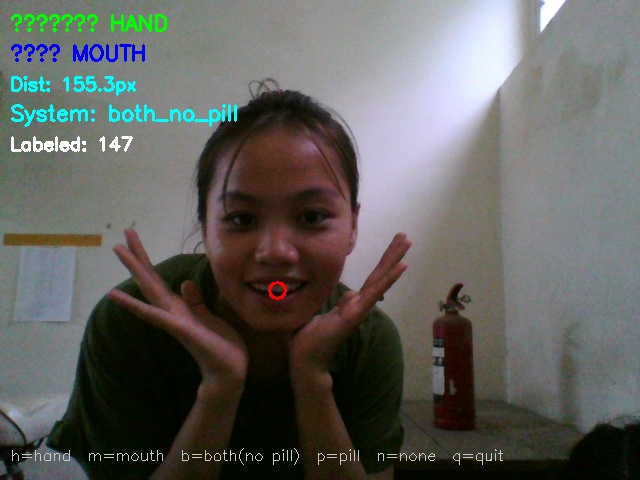 ??????? HAND
???? MOUTH
Dist: 155.3px
System: both_no_pill
Labeled: 147
h=hand m=mouth b=both(no pill) p=pill n=none q=quit